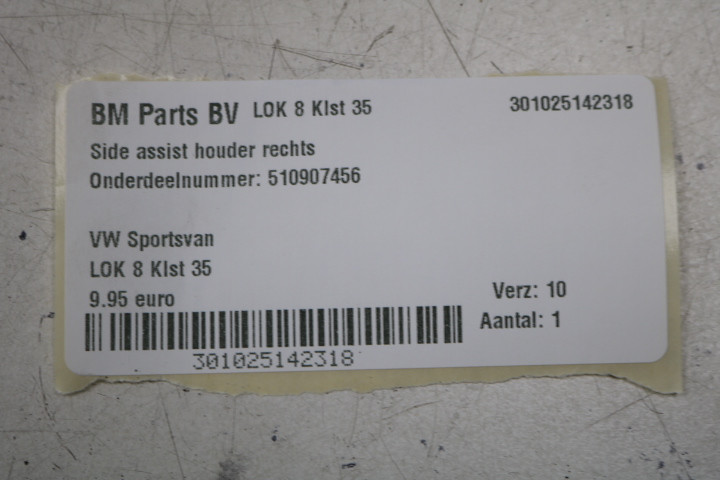 BM Parts BV LOK 8 Klst 35 301025142318
Side assist houder rechts
Onderdeelnummer: 510907456
VW Sportsvan
LOK 8 Klst 35
9.95 euro
Verz: 10
Aantal: 1
301025142318